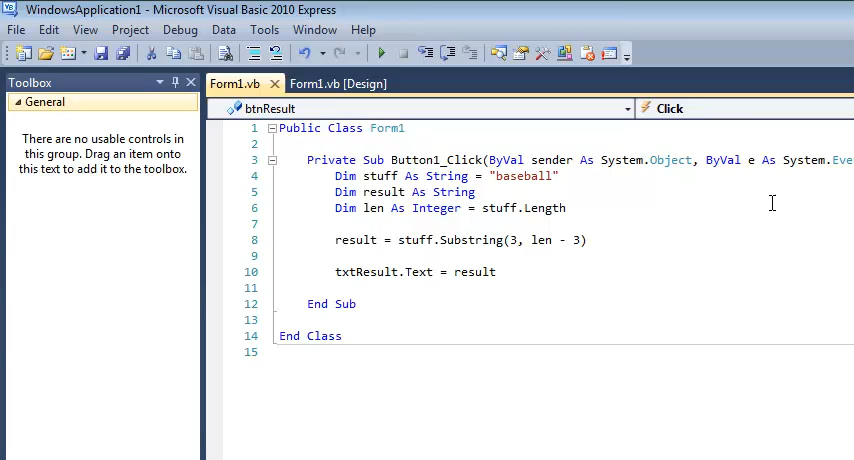 WindowsApplication1 - Microsoft Visual Basic 2010 Express
File Edit View Project Debug Data Tools Window Help
Toolbox
General
There are no usable controls in
this group. Drag an item onto
this text to add it to the toolbox.
Form1.vb Form1.vb [Design]
btnResult Click
1 Public Class Form1
2
3 Private Sub Button1_Click(ByVal sender As System.Object, ByVal e As System.Eve
4 Dim stuff As String = "baseball"
5 Dim result As String
6 Dim len As Integer = stuff.Length
7
8 result = stuff.Substring(3, len - 3)
9
10 txtResult.Text = result
11
12 End Sub
13
14 End Class
15